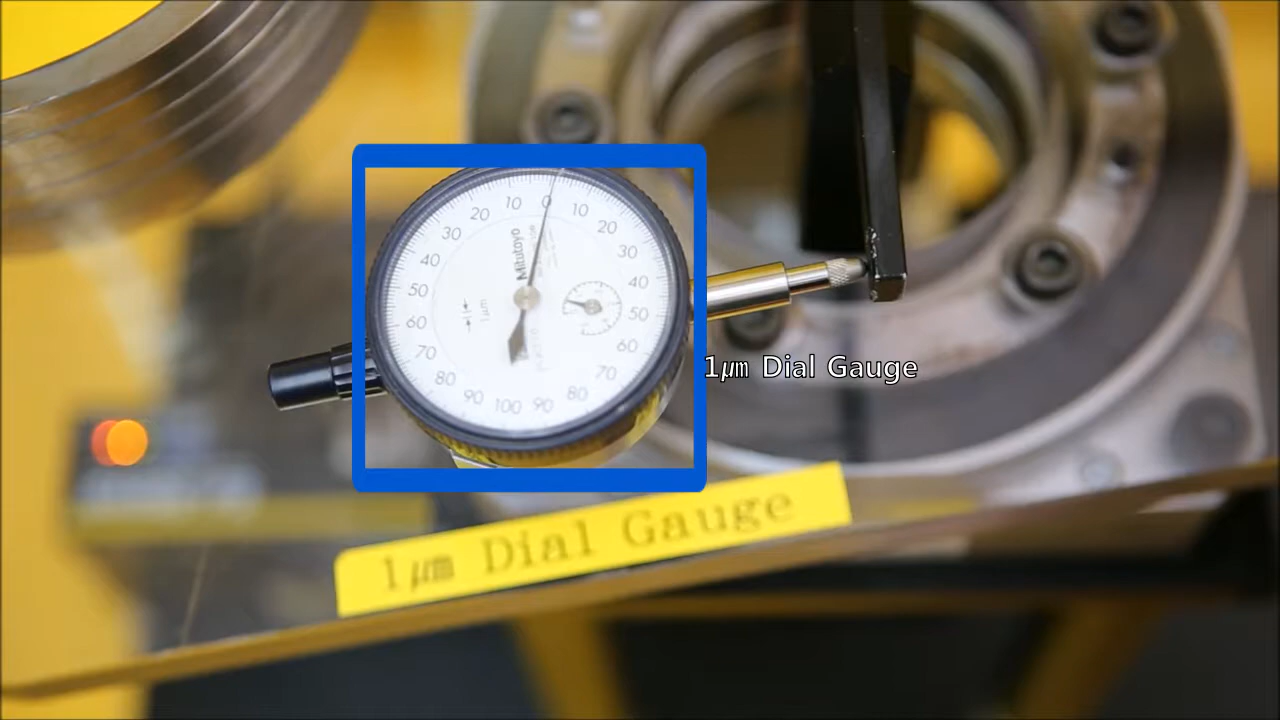 10 0 10
20 20
30 30
40 40
50 50
60 60
70 70
80 80
90 100 90
Mitutoyo
1μm
1㎛ Dial Gauge
1㎛ Dial Gauge